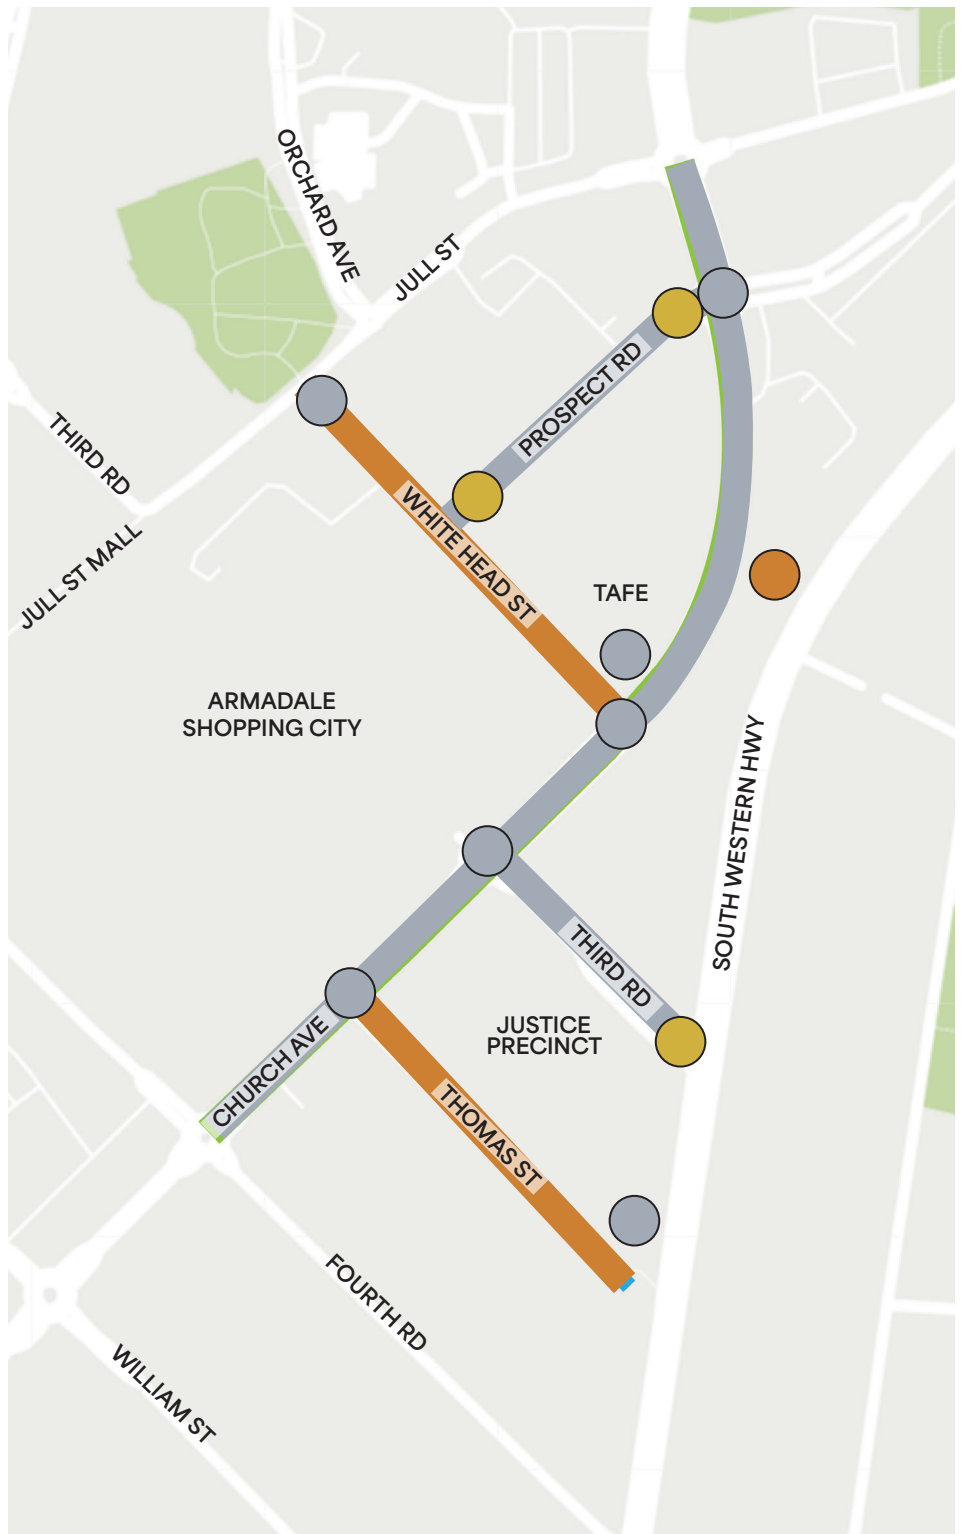 ORCHARD AVE
JULL ST
PROSPECT RD
THIRD RD
JULL ST MALL
WHITE HEAD ST
TAFE
ARMADALE
SHOPPING CITY
SOUTH WESTERN HWY
THIRD RD
JUSTICE
PRECINCT
CHURCH AVE
THOMAS ST
FOURTH RD
WILLIAM ST